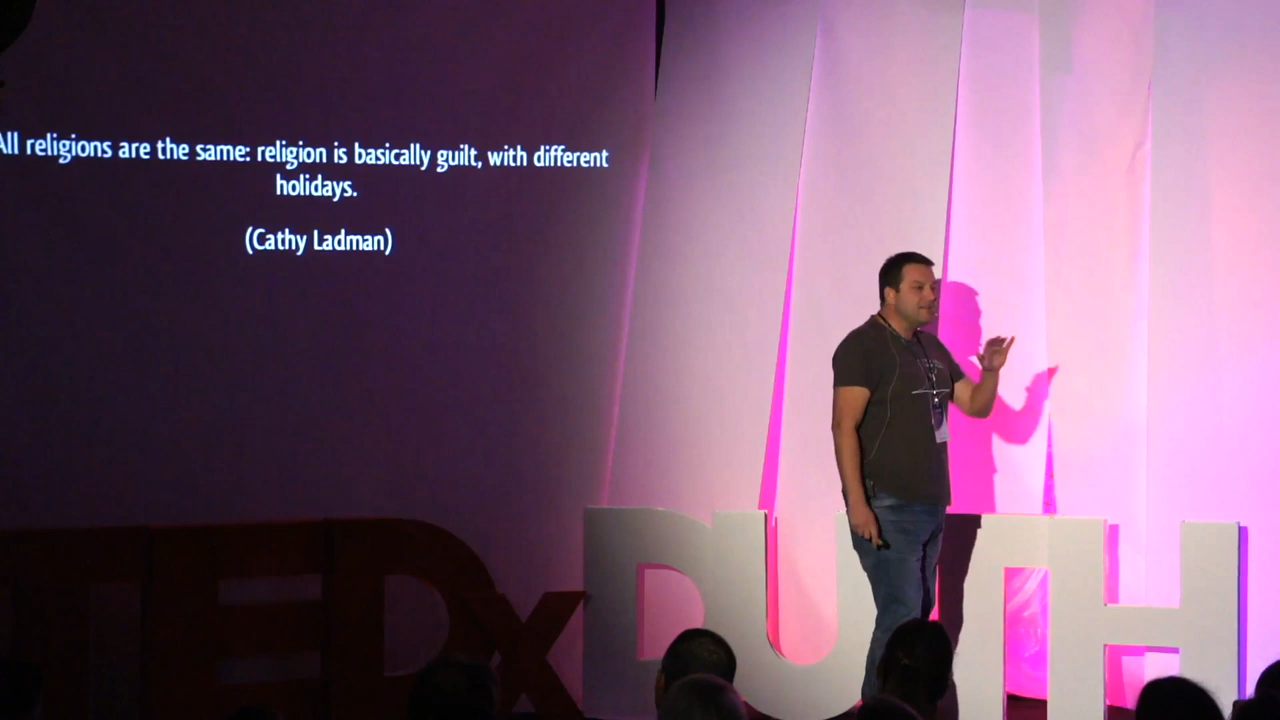 All religions are the same: religion is basically guilt, with different
holidays.
(Cathy Ladman)
TEDx DUTH